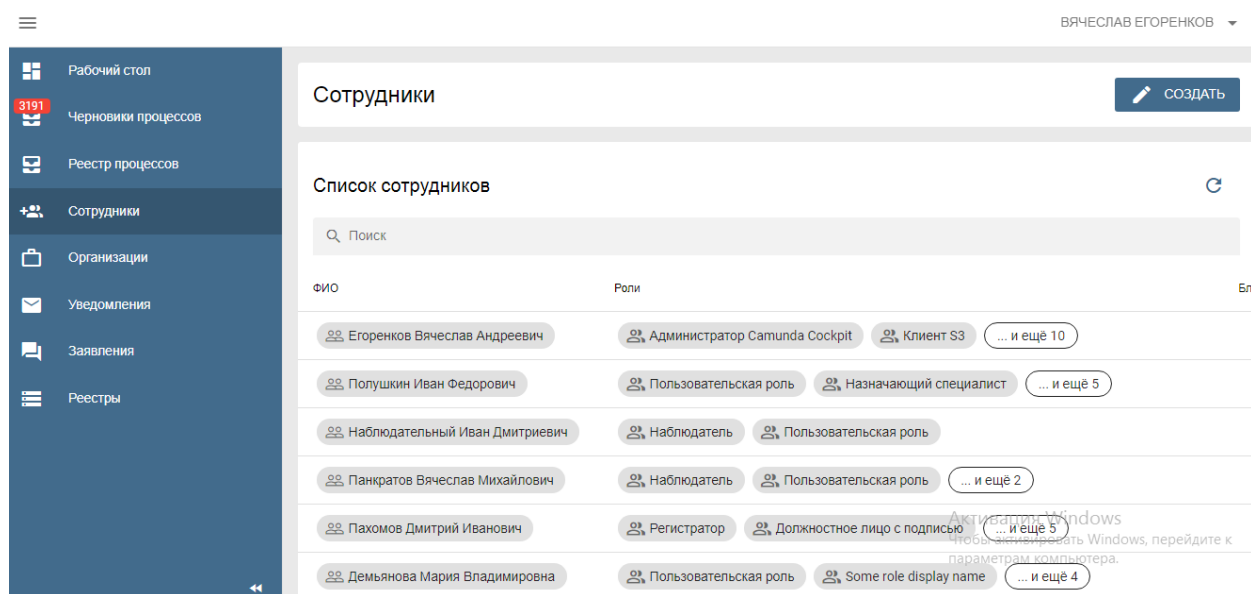 ВЯЧЕСЛАВ ЕГОРЕНКОВ
Рабочий стол
3191
Черновики процессов
Реестр процессов
Сотрудники
Организации
Уведомления
Заявления
Реестры
Сотрудники
СОЗДАТЬ
Список сотрудников
Поиск
ФИО Роли Бл
Егоренков Вячеслав Андреевич Администратор Camunda Cockpit Клиент S3 ... и ещё 10
Полушкин Иван Федорович Пользовательская роль Назначающий специалист ... и ещё 5
Наблюдательный Иван Дмитриевич Наблюдатель Пользовательская роль
Панкратов Вячеслав Михайлович Наблюдатель Пользовательская роль ... и ещё 2
Пахомов Дмитрий Иванович Регистратор Должностное лицо с подписью ... и ещё 5
Демьянова Мария Владимировна Пользовательская роль Some role display name ... и ещё 4
Активация Windows
Чтобы активировать Windows, перейдите к
параметрам компьютера.